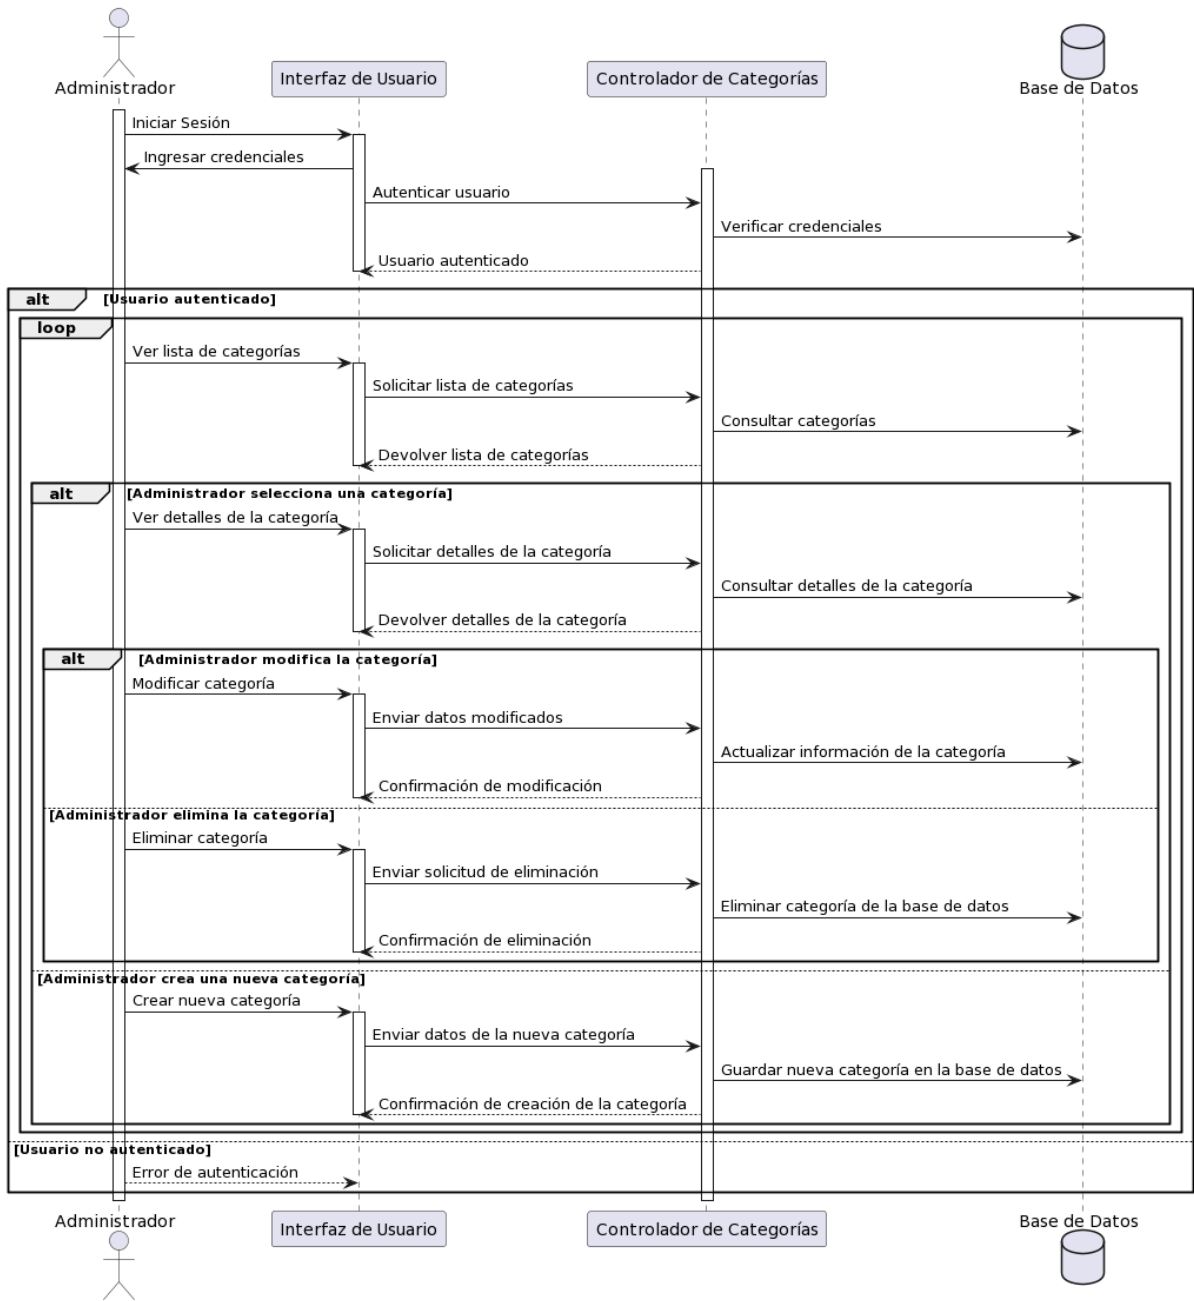 Administrador
Interfaz de Usuario
Controlador de Categorías
Base de Datos
Iniciar Sesión
Ingresar credenciales
Autenticar usuario
Verificar credenciales
Usuario autenticado
alt [Usuario autenticado]
loop
Ver lista de categorías
Solicitar lista de categorías
Consultar categorías
Devolver lista de categorías
alt [Administrador selecciona una categoría]
Ver detalles de la categoría
Solicitar detalles de la categoría
Consultar detalles de la categoría
Devolver detalles de la categoría
alt [Administrador modifica la categoría]
Modificar categoría
Enviar datos modificados
Actualizar información de la categoría
Confirmación de modificación
[Administrador elimina la categoría]
Eliminar categoría
Enviar solicitud de eliminación
Eliminar categoría de la base de datos
Confirmación de eliminación
[Administrador crea una nueva categoría]
Crear nueva categoría
Enviar datos de la nueva categoría
Guardar nueva categoría en la base de datos
Confirmación de creación de la categoría
[Usuario no autenticado]
Error de autenticación
Administrador
Interfaz de Usuario
Controlador de Categorías
Base de Datos